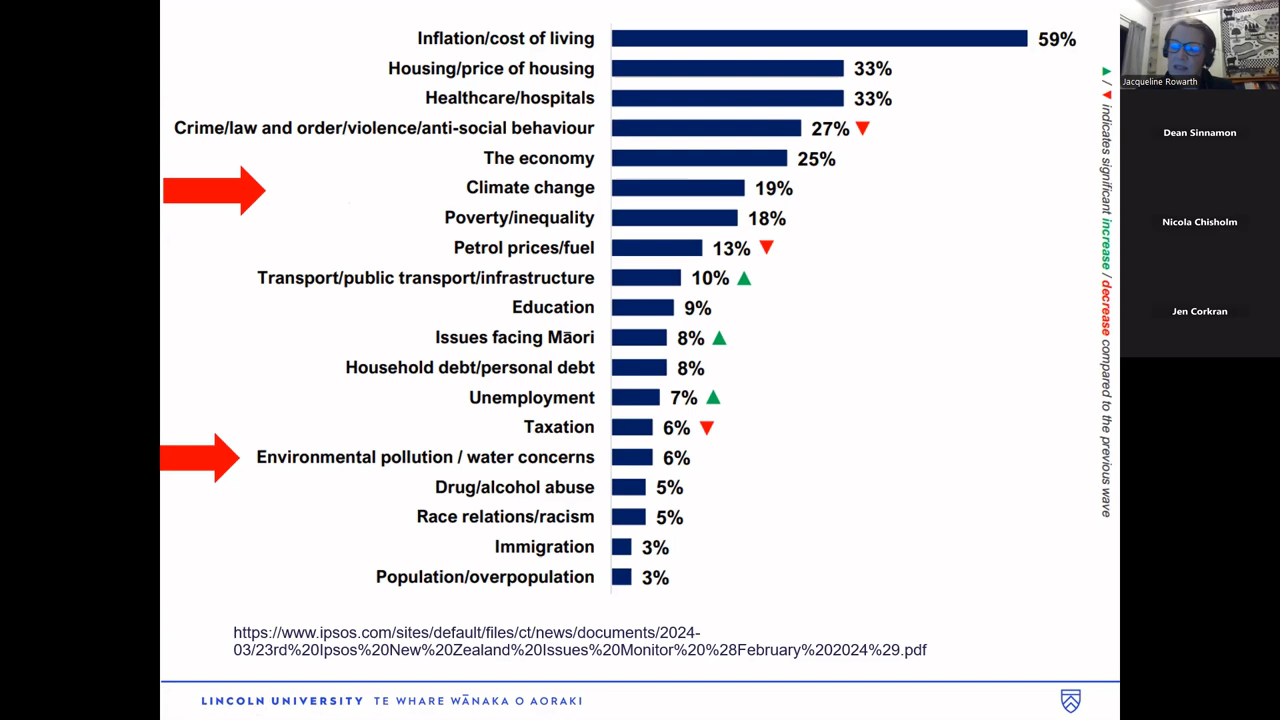 Inflation/cost of living 59%
Housing/price of housing 33%
Healthcare/hospitals 33%
Crime/law and order/violence/anti-social behaviour 27% ▼
The economy 25%
Climate change 19%
Poverty/inequality 18%
Petrol prices/fuel 13% ▼
Transport/public transport/infrastructure 10% ▲
Education 9%
Issues facing Māori 8% ▲
Household debt/personal debt 8%
Unemployment 7% ▲
Taxation 6% ▼
Environmental pollution / water concerns 6%
Drug/alcohol abuse 5%
Race relations/racism 5%
Immigration 3%
Population/overpopulation 3%
▲ / ▼ indicates significant increase / decrease compared to the previous wave
https://www.ipsos.com/sites/default/files/ct/news/documents/2024-
03/23rd%20Ipsos%20New%20Zealand%20Issues%20Monitor%20%28February%202024%29.pdf
LINCOLN UNIVERSITY TE WHARE WĀNAKA O AORAKI
Jacqueline Rowarth
Dean Sinnamon
Nicola Chisholm
Jen Corkran